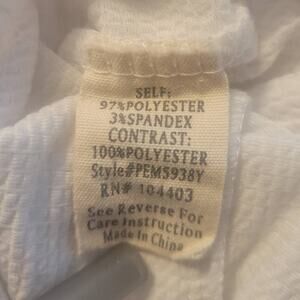 SELF:
97%POLYESTER
3%SPANDEX
CONTRAST:
100%POLYESTER
Style#PEM5938Y
RN# 104403
See Reverse For
Care Instruction
Made In China